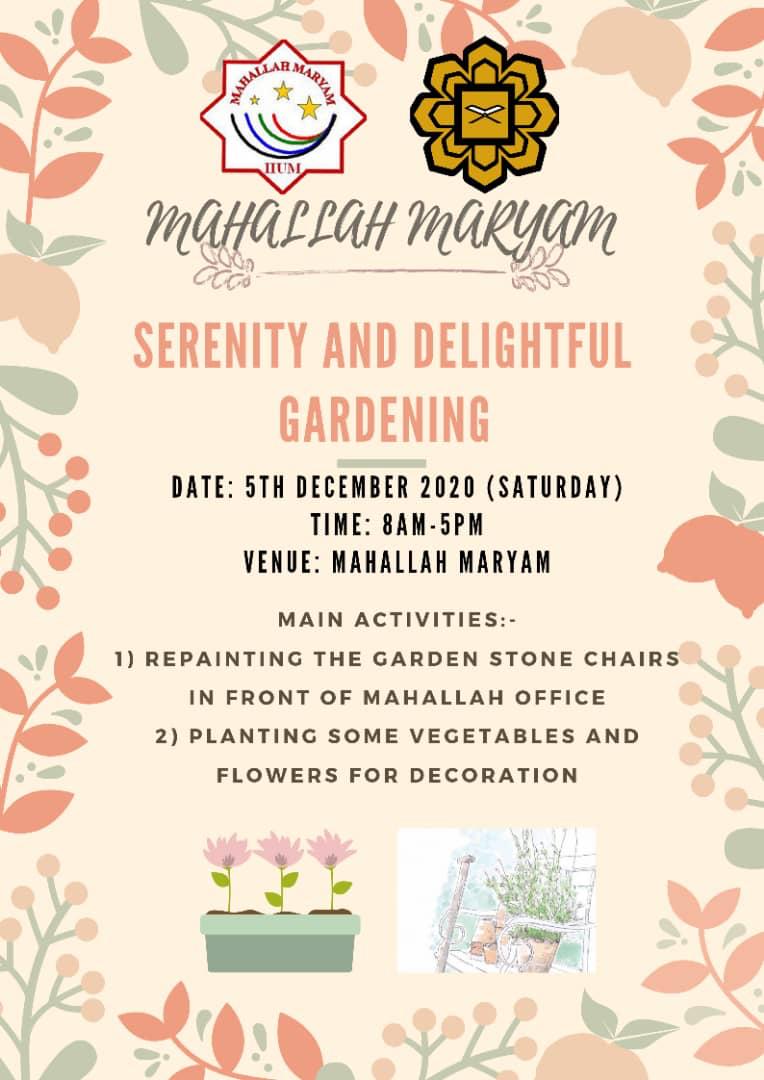 MAHALLAH MARYAM
IIUM
MAHALLAH MARYAM
SERENITY AND DELIGHTFUL
GARDENING
DATE: 5TH DECEMBER 2020 (SATURDAY)
TIME: 8AM-5PM
VENUE: MAHALLAH MARYAM
MAIN ACTIVITIES:-
1) REPAINTING THE GARDEN STONE CHAIRS
IN FRONT OF MAHALLAH OFFICE
2) PLANTING SOME VEGETABLES AND
FLOWERS FOR DECORATION